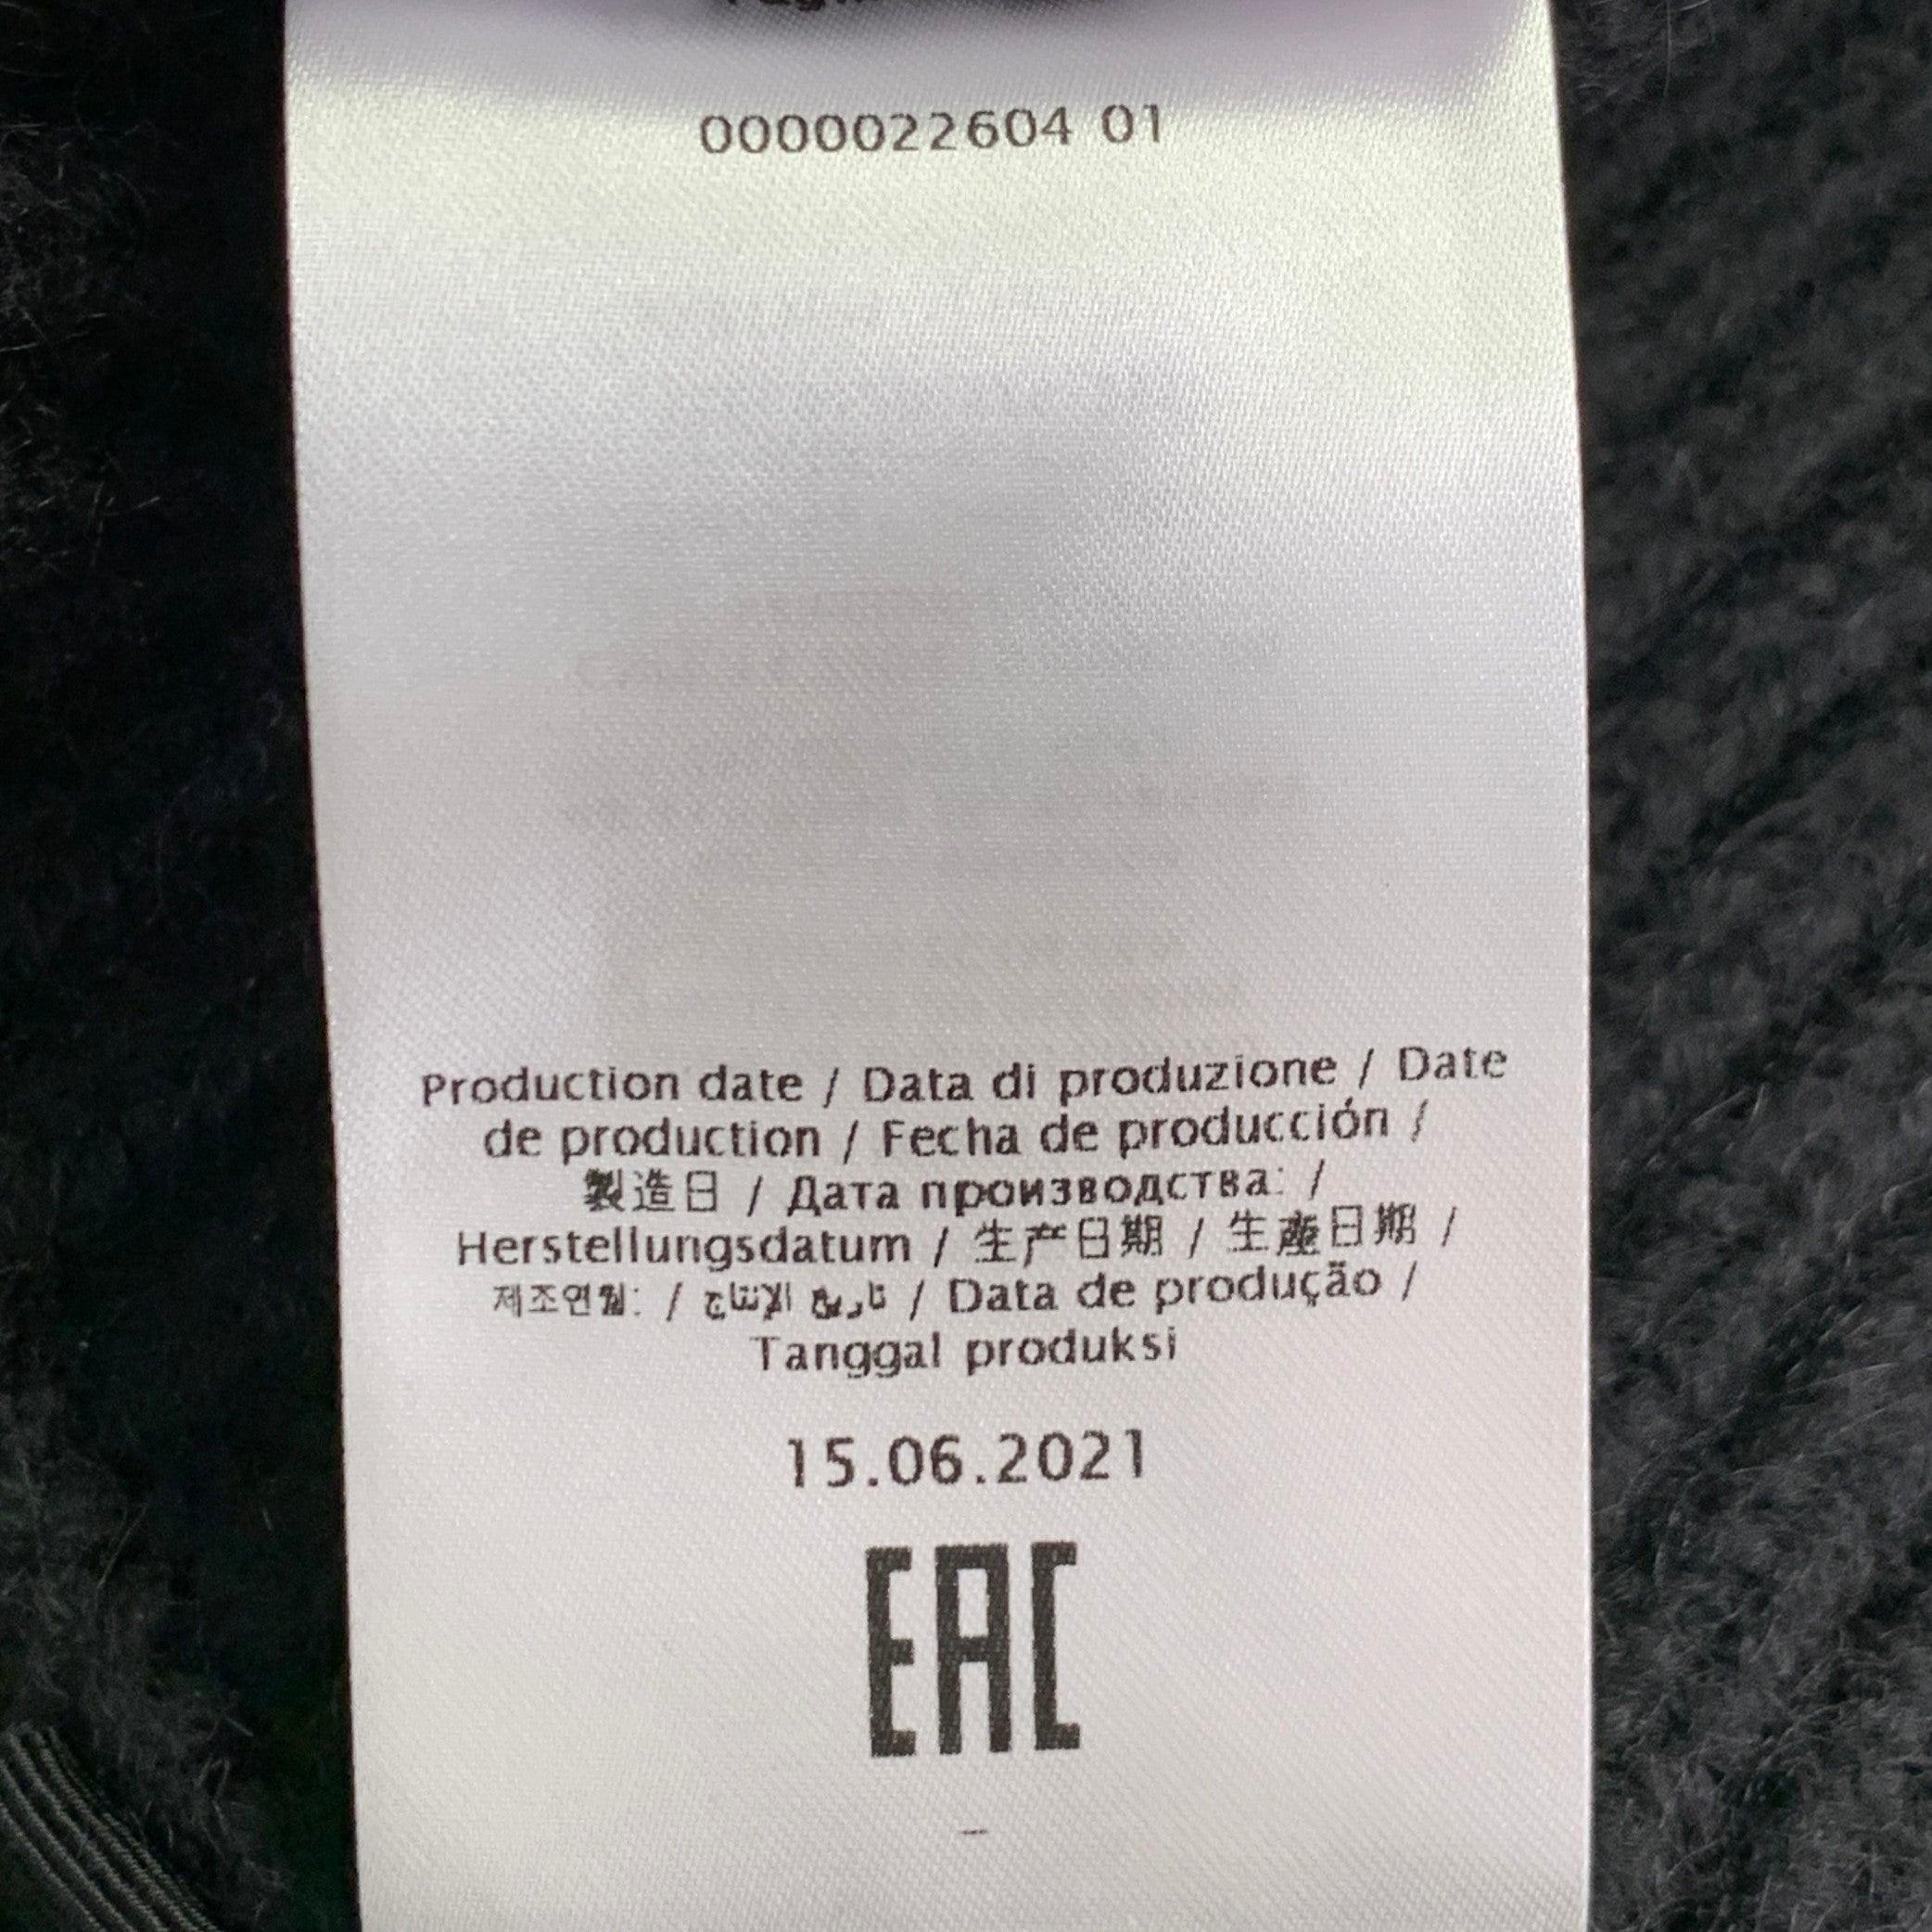 0000022604 01
Production date / Data di produzione / Date
de production / Fecha de producción /
製造日 / Дата производства: /
Herstellungsdatum / 生产日期 / 生產日期 /
제조연월: / تاريخ الإنتاج / Data de produção /
Tanggal produksi
15.06.2021
EAC